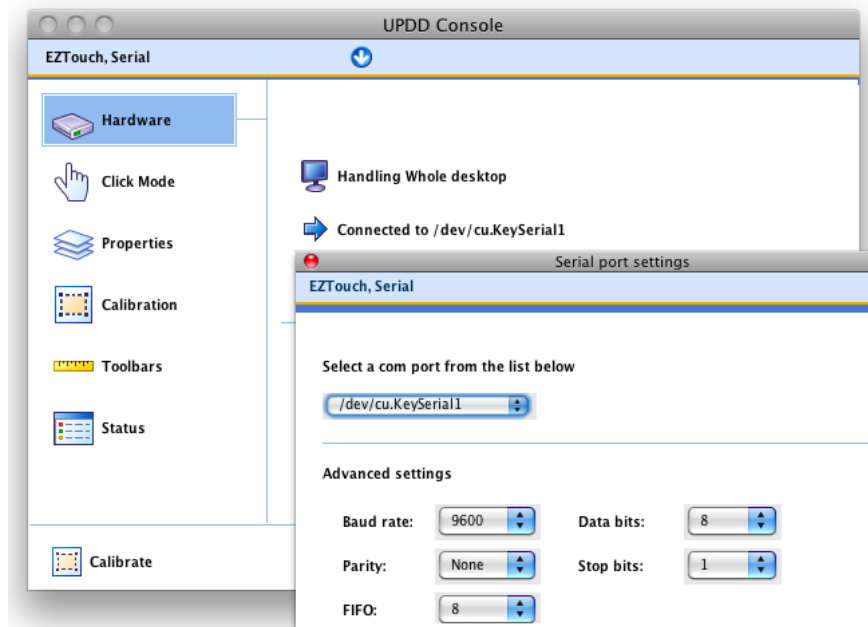 UPDD Console
EZTouch, Serial
Hardware
Click Mode
Properties
Calibration
Toolbars
Status
Calibrate
Handling Whole desktop
Connected to /dev/cu.KeySerial1
Serial port settings
EZTouch, Serial
Select a com port from the list below
/dev/cu.KeySerial1
Advanced settings
Baud rate: 9600 Data bits: 8
Parity: None Stop bits: 1
FIFO: 8